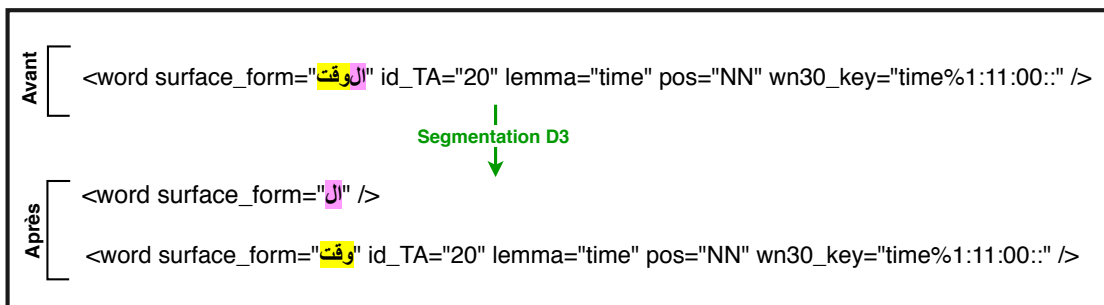 Avant
<word surface_form="الوقت" id_TA="20" lemma="time" pos="NN" wn30_key="time%1:11:00::" />
Segmentation D3
Après
<word surface_form="ال" />
<word surface_form="وقت" id_TA="20" lemma="time" pos="NN" wn30_key="time%1:11:00::" />